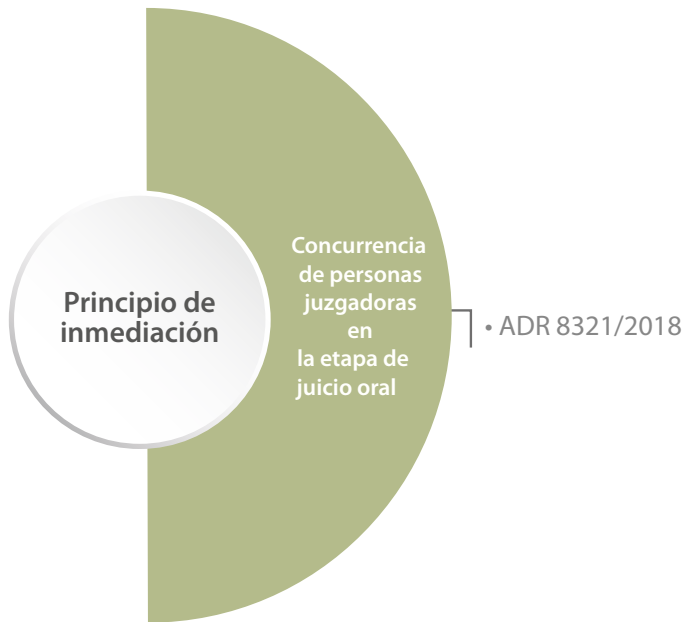 Principio de
inmediación
Concurrencia
de personas
juzgadoras
en
la etapa de
juicio oral
• ADR 8321/2018